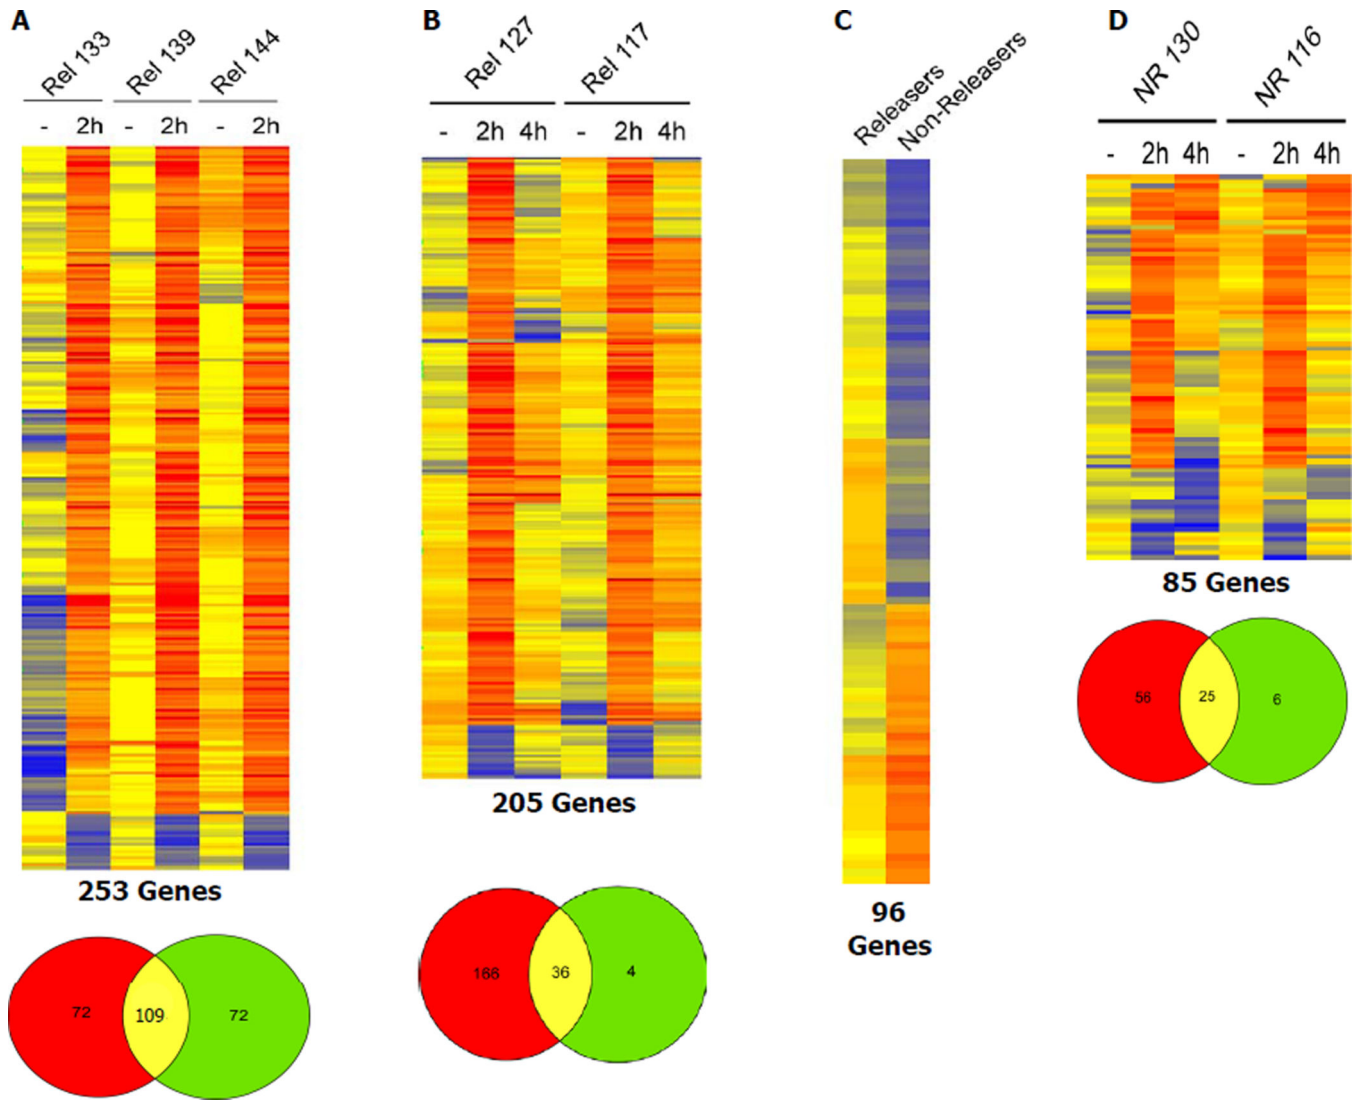 A
Rel 133
Rel 139
Rel 144
- 2h - 2h - 2h
253 Genes
72 109 72
B
Rel 127
Rel 117
- 2h 4h - 2h 4h
205 Genes
166 36 4
C
Releasers
Non-Releasers
96
Genes
D
NR 130
NR 116
- 2h 4h - 2h 4h
85 Genes
56 25 6